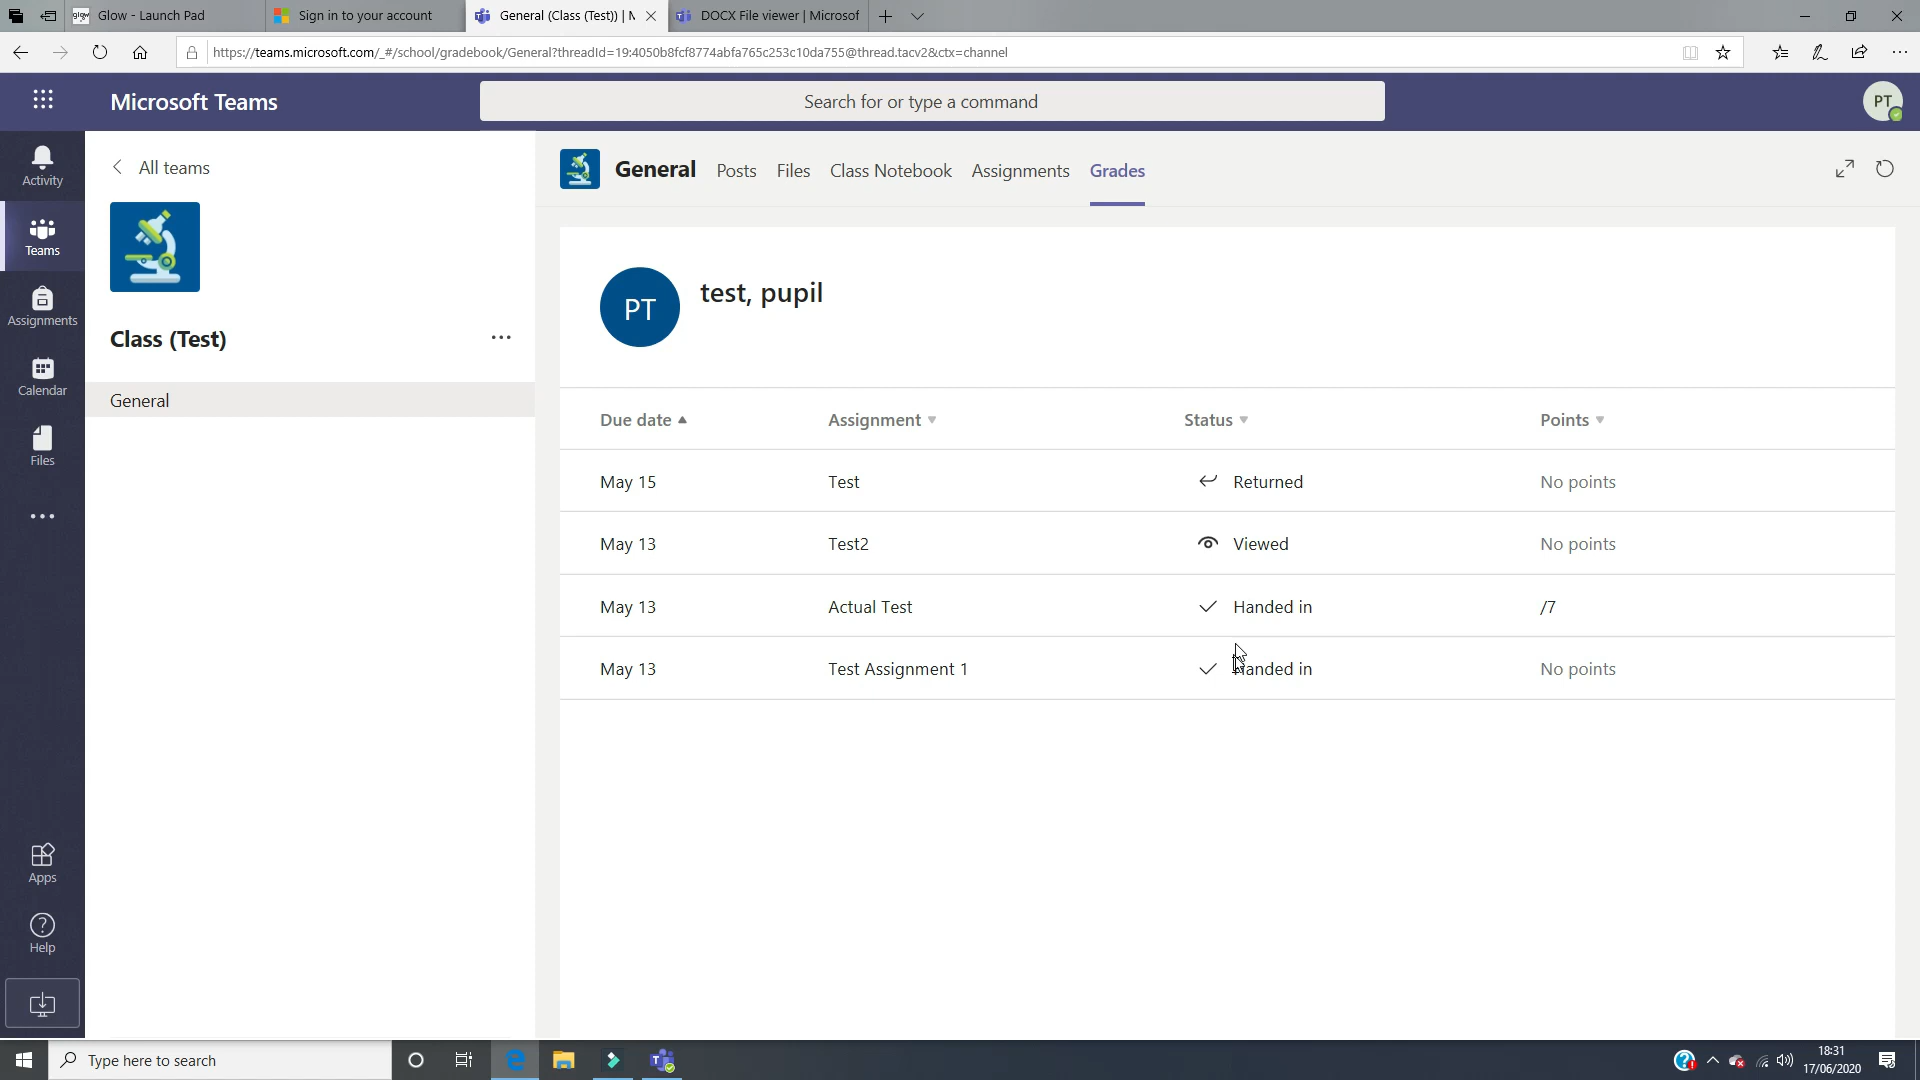 glow Glow - Launch Pad
Sign in to your account
General (Class (Test)) | M
DOCX File viewer | Microsof
https://teams.microsoft.com/_#/school/gradebook/General?threadId=19:4050b8fcf8774abfa765c253c10da755@thread.tacv2&ctx=channel
Microsoft Teams
Search for or type a command
PT
Activity
Teams
Assignments
Calendar
Files
Apps
Help
All teams
Class (Test)
General
General Posts Files Class Notebook Assignments Grades
PT
test, pupil
Due date Assignment Status Points
May 15 Test Returned No points
May 13 Test2 Viewed No points
May 13 Actual Test Handed in /7
May 13 Test Assignment 1 Handed in No points
Type here to search
18:31
17/06/2020